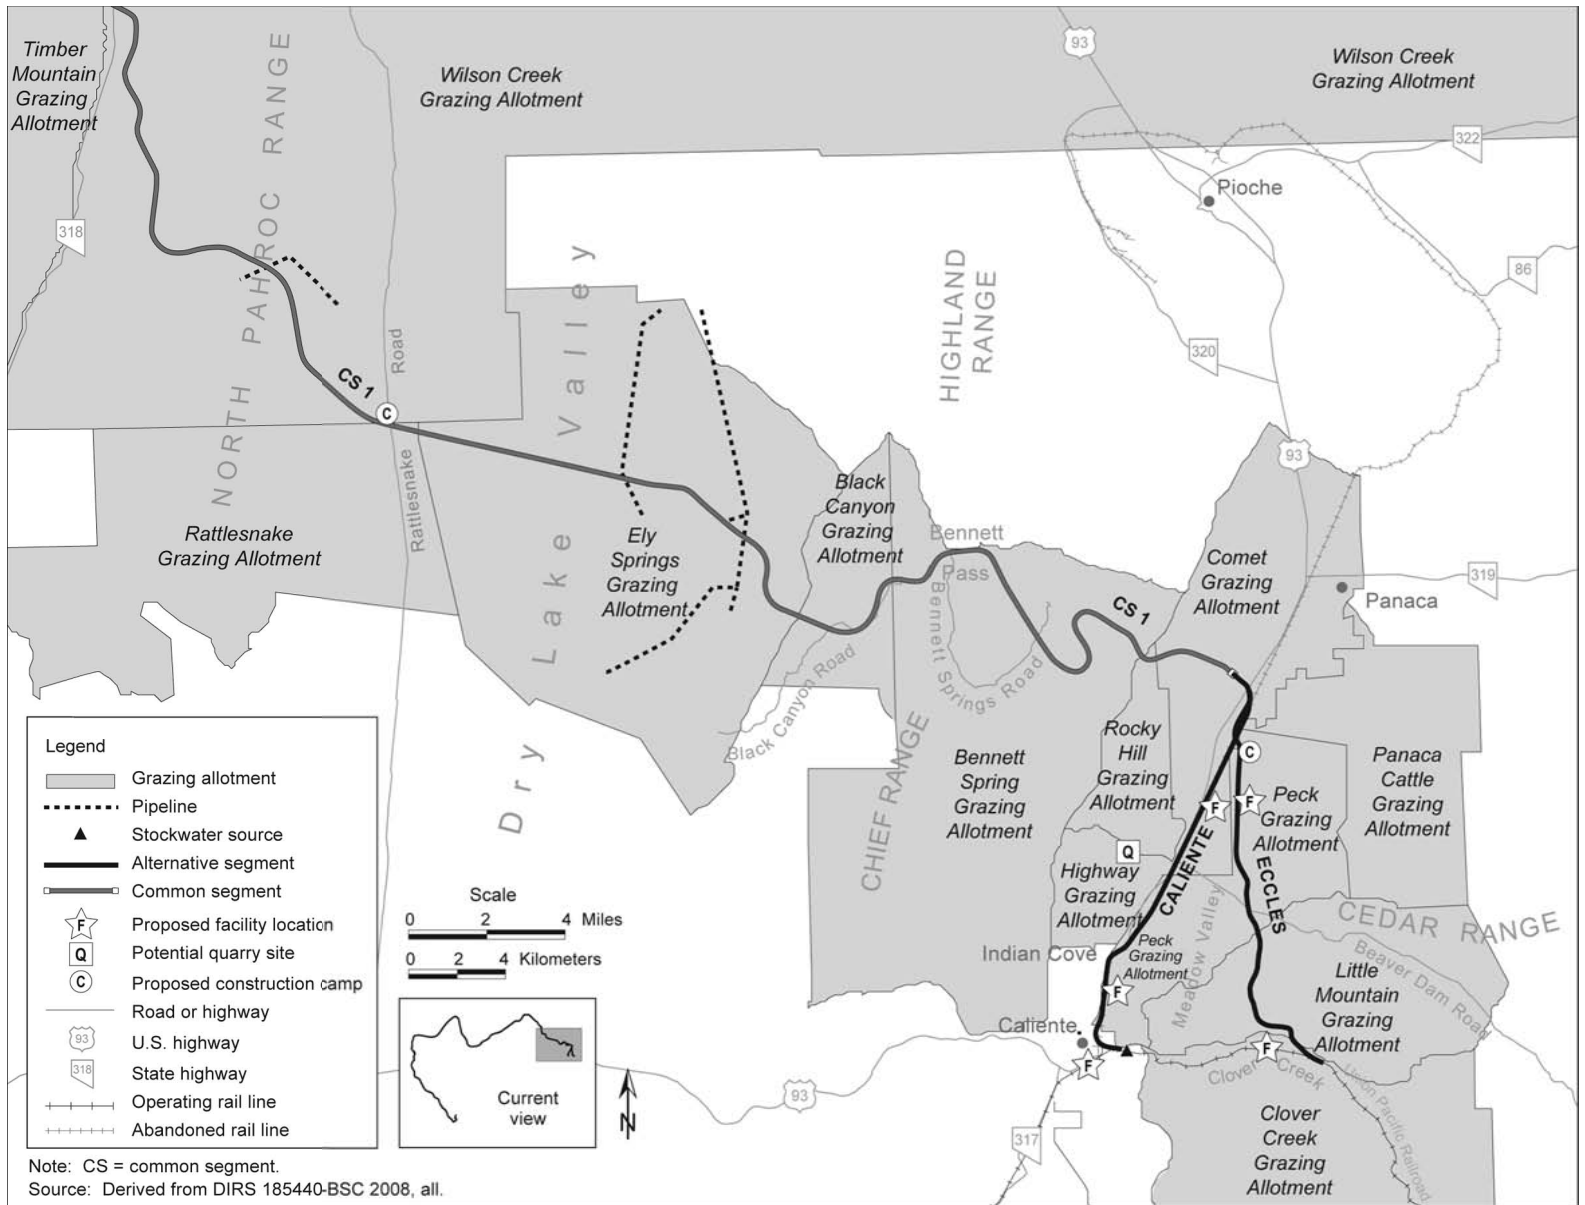 Timber
Mountain
Grazing
Allotment
Wilson Creek
Grazing Allotment
93
Wilson Creek
Grazing Allotment
322
Pioche
318
NORTH PAHROC RANGE
86
HIGHLAND
RANGE
320
Road
CS 1
C
Dry Lake Valley
93
Rattlesnake
Grazing Allotment
Rattlesnake
Ely
Springs
Grazing
Allotment
Black
Canyon
Grazing
Allotment
Bennett
Pass
Comet
Grazing
Allotment
319
Panaca
CS 1
Bennett Springs Road
Black Canyon Road
CHIEF RANGE
Bennett
Spring
Grazing
Allotment
Rocky
Hill
Grazing
Allotment
C
F
F
Peck
Grazing
Allotment
Panaca
Cattle
Grazing
Allotment
Q
Highway
Grazing
Allotment
CALIENTE
ECCLES
CEDAR RANGE
Indian Cove
Peck
Grazing
Allotment
Meadow Valley
Beaver Dam Road
Little
Mountain
Grazing
Allotment
F
Caliente
F
F
Clover Creek
Union Pacific Railroad
93
317
Clover
Creek
Grazing
Allotment
Legend
Grazing allotment
Pipeline
Stockwater source
Alternative segment
Common segment
F Proposed facility location
Q Potential quarry site
C Proposed construction camp
Road or highway
93 U.S. highway
318 State highway
Operating rail line
Abandoned rail line
Scale
0 2 4 Miles
0 2 4 Kilometers
Current
view
N
Note: CS = common segment.
Source: Derived from DIRS 185440-BSC 2008, all.